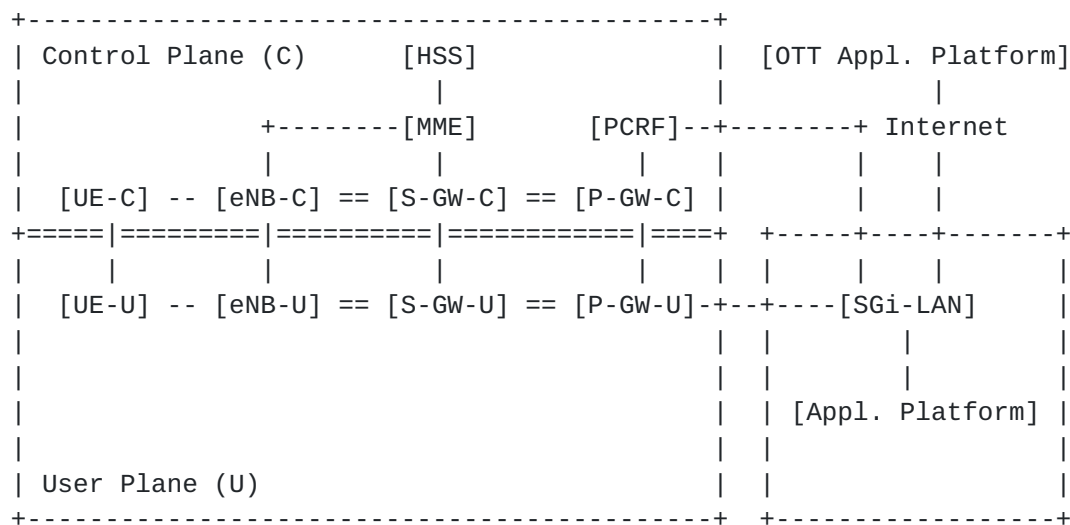 +--------------------------------------------+
| Control Plane (C)      [HSS]               |  [OTT Appl. Platform]
|                          |                 |             |
|               +--------[MME]       [PCRF]--+--------+ Internet
|               |          |            |    |        |    |
|  [UE-C] -- [eNB-C] == [S-GW-C] == [P-GW-C] |        |    |
+=====|=========|==========|============|====+  +-----+----+-------+
|     |         |          |            |    |  |     |    |       |
|  [UE-U] -- [eNB-U] == [S-GW-U] == [P-GW-U]-+--+----[SGi-LAN]     |
|                                            |  |        |         |
|                                            |  |        |         |
|                                            |  | [Appl. Platform] |
|                                            |  |                  |
| User Plane (U)                             |  |                  |
+--------------------------------------------+  +------------------+